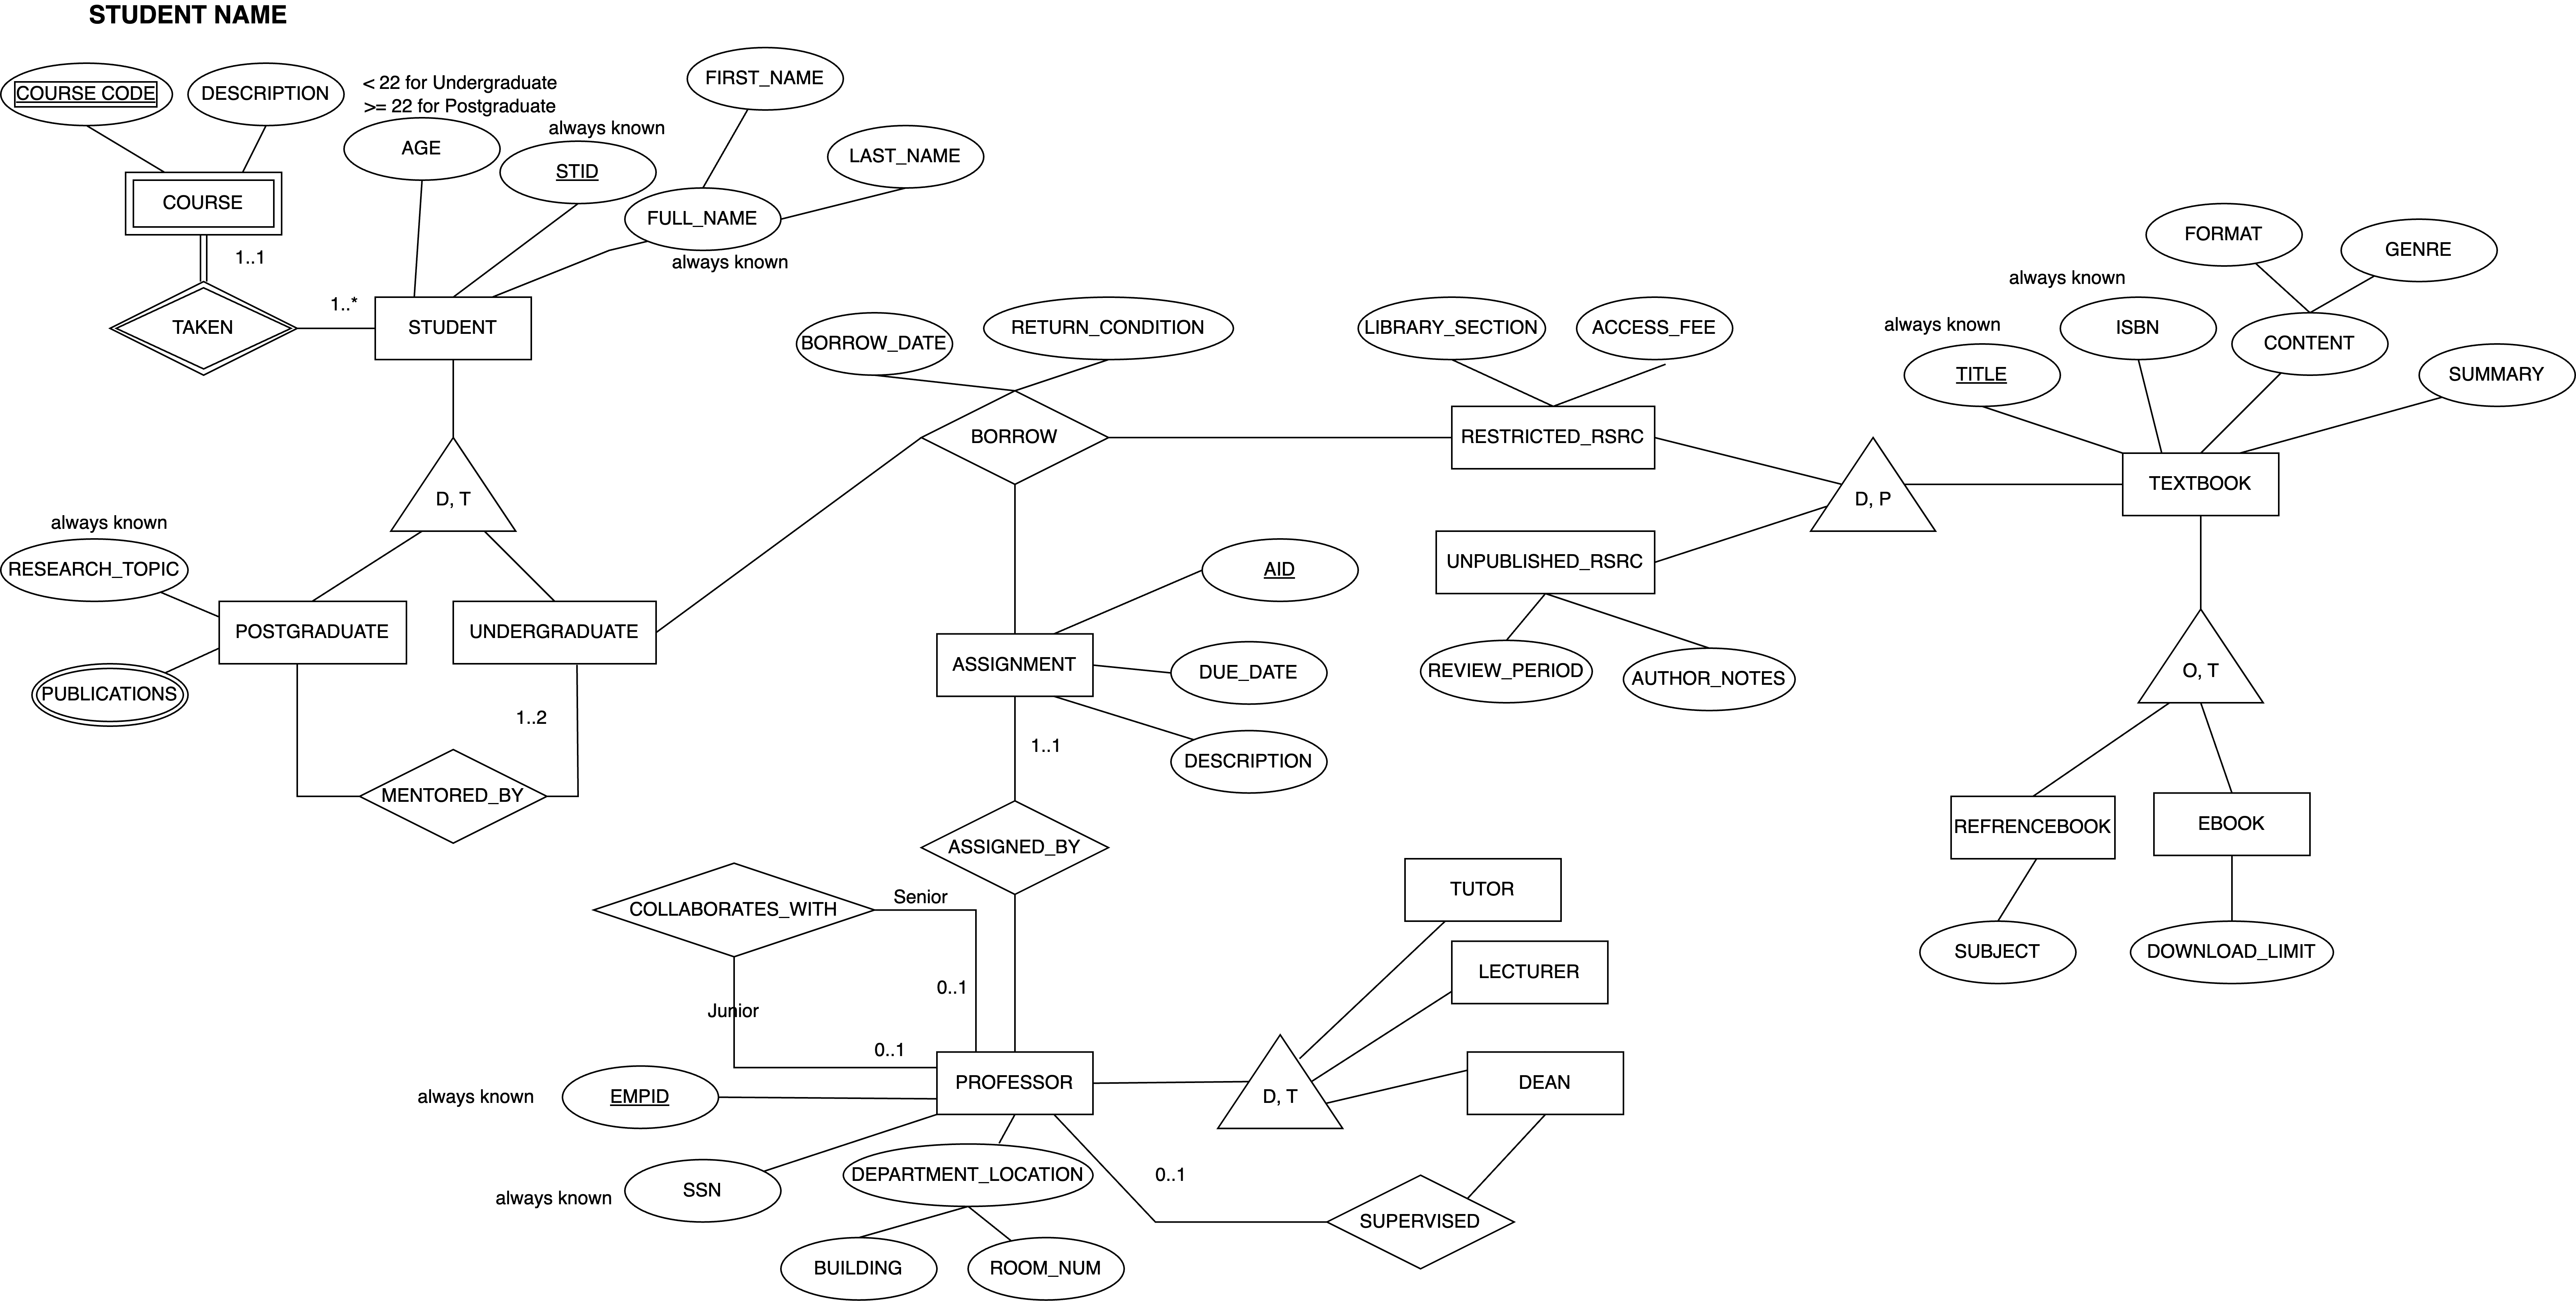 STUDENT NAME
COURSE CODE
DESCRIPTION
< 22 for Undergraduate
>= 22 for Postgraduate
AGE
always known
STID
FIRST_NAME
LAST_NAME
FULL_NAME
always known
COURSE
1..1
TAKEN
1..*
STUDENT
D, T
always known
RESEARCH_TOPIC
PUBLICATIONS
POSTGRADUATE
UNDERGRADUATE
1..2
MENTORED_BY
BORROW_DATE
RETURN_CONDITION
BORROW
LIBRARY_SECTION
ACCESS_FEE
RESTRICTED_RSRC
UNPUBLISHED_RSRC
REVIEW_PERIOD
AUTHOR_NOTES
D, P
always known
TITLE
always known
ISBN
FORMAT
GENRE
CONTENT
SUMMARY
TEXTBOOK
O, T
REFRENCEBOOK
EBOOK
SUBJECT
DOWNLOAD_LIMIT
AID
ASSIGNMENT
DUE_DATE
DESCRIPTION
1..1
ASSIGNED_BY
COLLABORATES_WITH
Senior
0..1
Junior
0..1
PROFESSOR
always known
EMPID
always known
SSN
DEPARTMENT_LOCATION
BUILDING
ROOM_NUM
D, T
TUTOR
LECTURER
DEAN
0..1
SUPERVISED